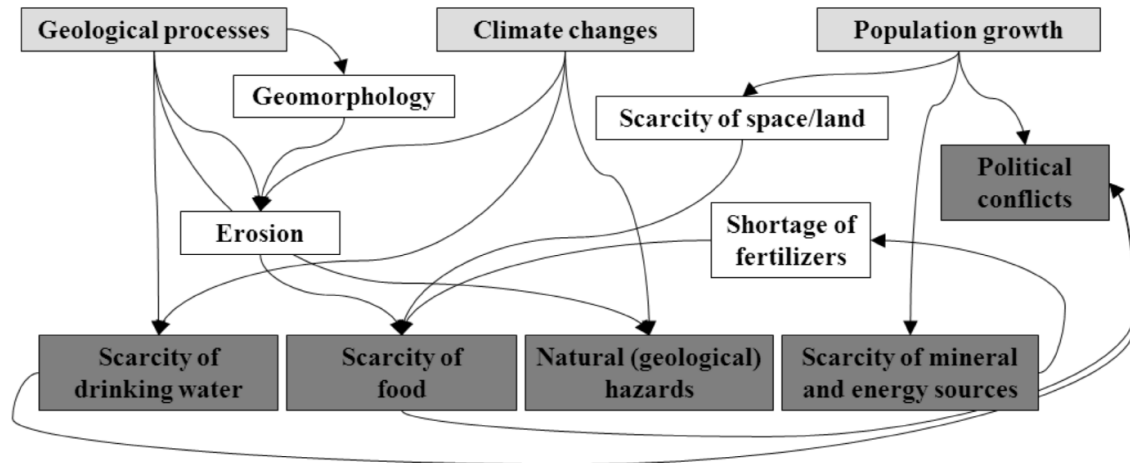 Geological processes
Climate changes
Population growth
Geomorphology
Scarcity of space/land
Political
conflicts
Erosion
Shortage of
fertilizers
Scarcity of
drinking water
Scarcity of
food
Natural (geological)
hazards
Scarcity of mineral
and energy sources